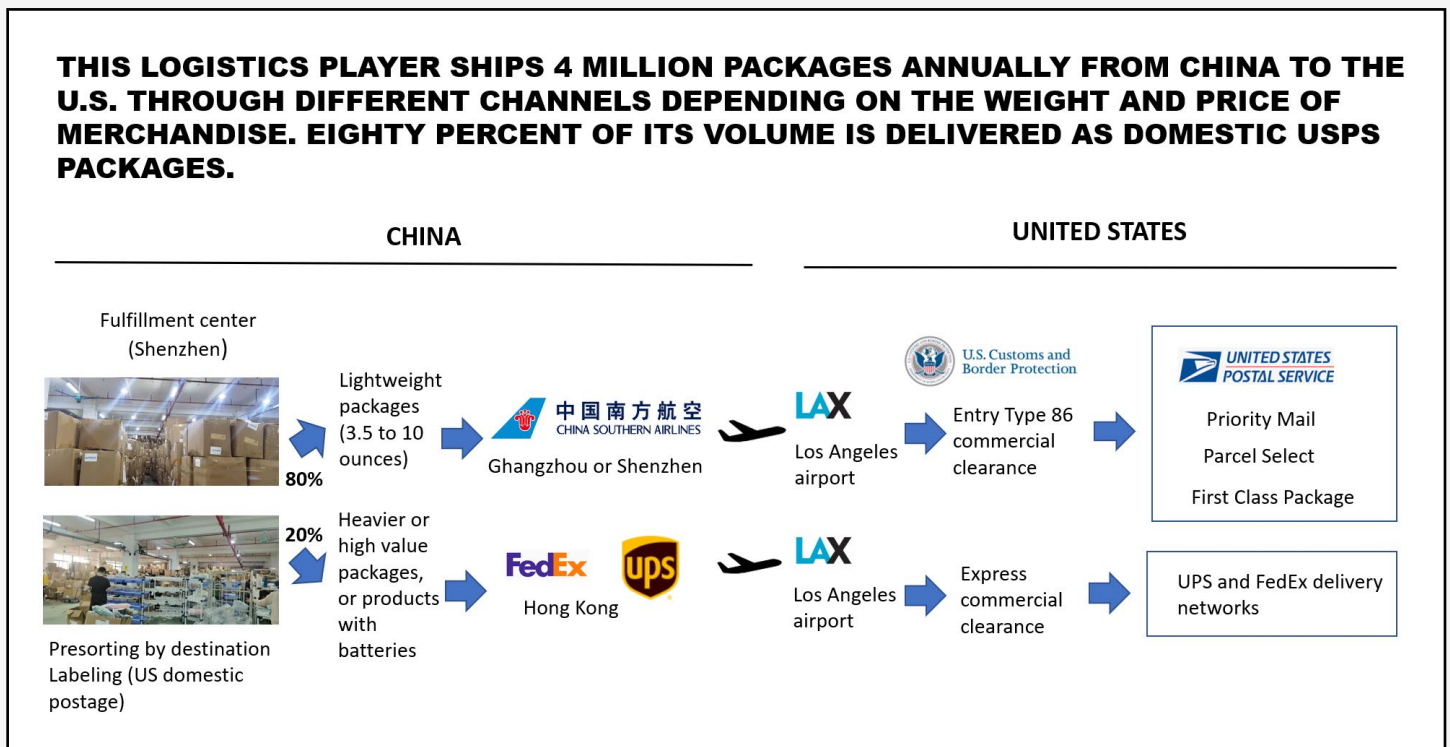 THIS LOGISTICS PLAYER SHIPS 4 MILLION PACKAGES ANNUALLY FROM CHINA TO THE
U.S. THROUGH DIFFERENT CHANNELS DEPENDING ON THE WEIGHT AND PRICE OF
MERCHANDISE. EIGHTY PERCENT OF ITS VOLUME IS DELIVERED AS DOMESTIC USPS
PACKAGES.
CHINA
UNITED STATES
Fulfillment center
(Shenzhen)
80%
Lightweight
packages
(3.5 to 10
ounces)
中国南方航空
CHINA SOUTHERN AIRLINES
Ghangzhou or Shenzhen
LAX
Los Angeles
airport
U.S. Customs and
Border Protection
Entry Type 86
commercial
clearance
UNITED STATES
POSTAL SERVICE
Priority Mail
Parcel Select
First Class Package
20%
Heavier or
high value
packages,
or products
with
batteries
FedEx
ups
Hong Kong
LAX
Los Angeles
airport
Express
commercial
clearance
UPS and FedEx delivery
networks
Presorting by destination
Labeling (US domestic
postage)